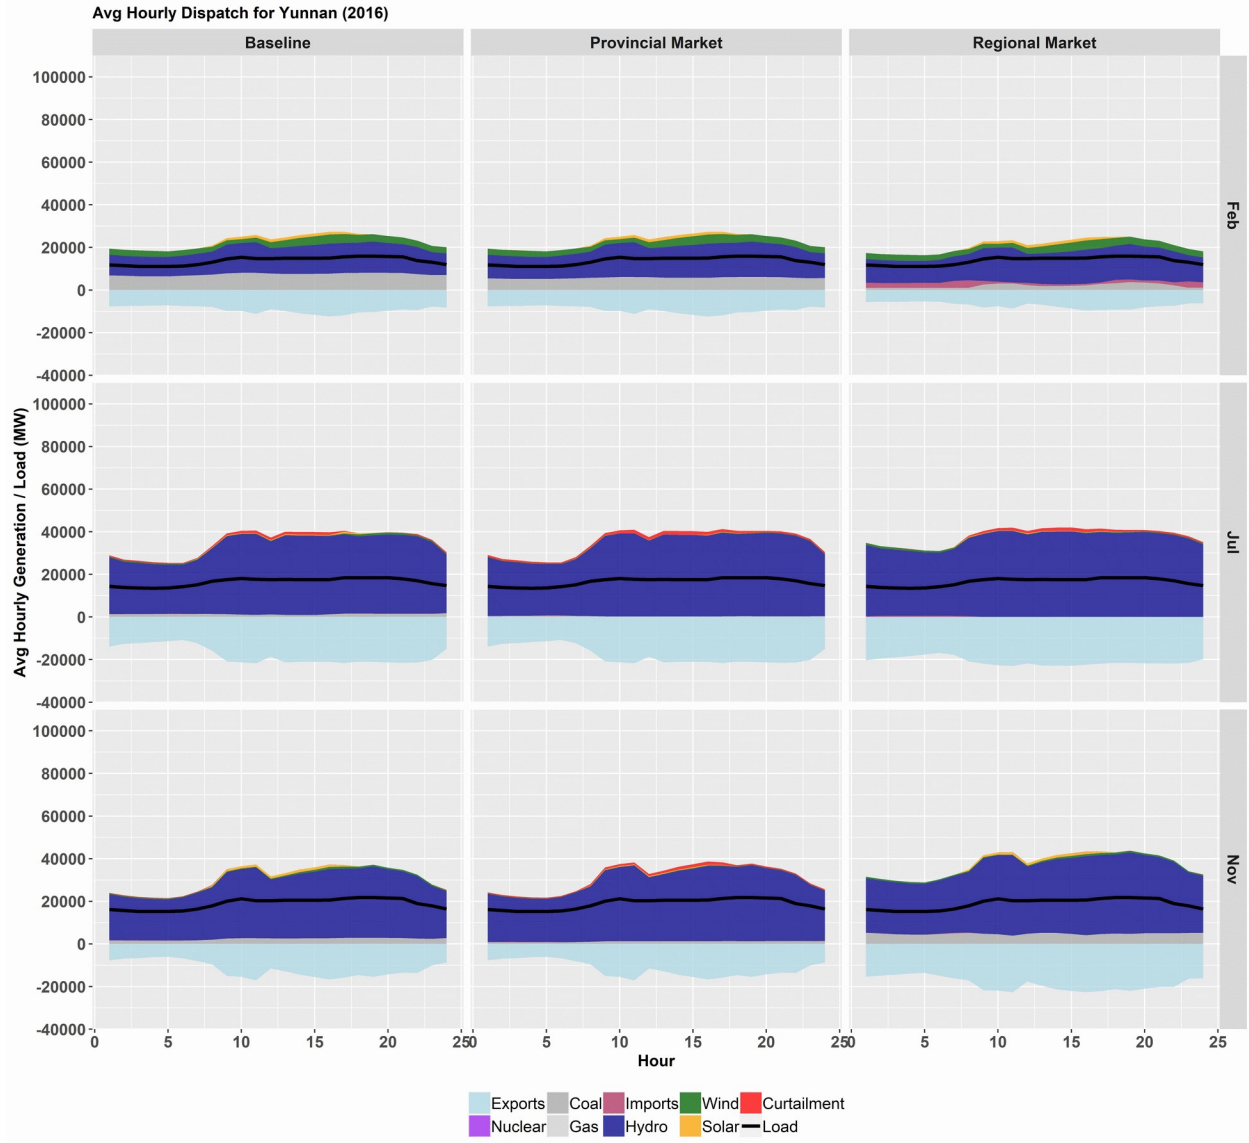 Avg Hourly Dispatch for Yunnan (2016)
Baseline
Provincial Market
Regional Market
100000
80000
60000
40000
20000
0
-20000
-40000
Feb
100000
80000
60000
40000
20000
0
-20000
-40000
Jul
100000
80000
60000
40000
20000
0
-20000
-40000
Nov
Avg Hourly Generation / Load (MW)
0 5 10 15 20 25 0 5 10 15 20 25 0 5 10 15 20 25
Hour
Exports Coal Imports Wind Curtailment
Nuclear Gas Hydro Solar Load